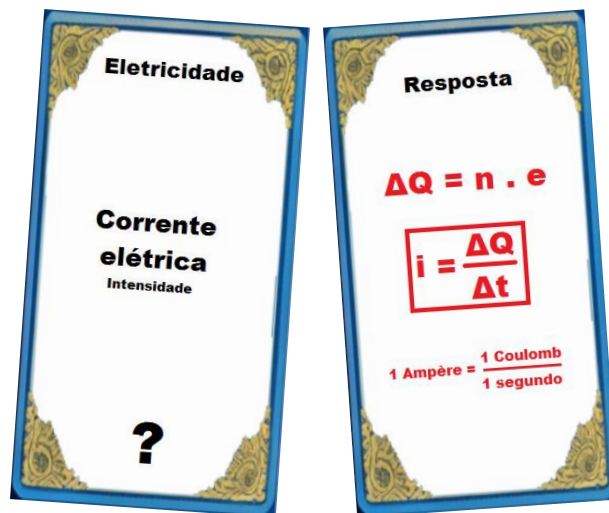 Eletricidade
Corrente
elétrica
Intensidade
?
Resposta
ΔQ = n . e
i = ΔQ
Δt
1 Ampère = 1 Coulomb
1 segundo